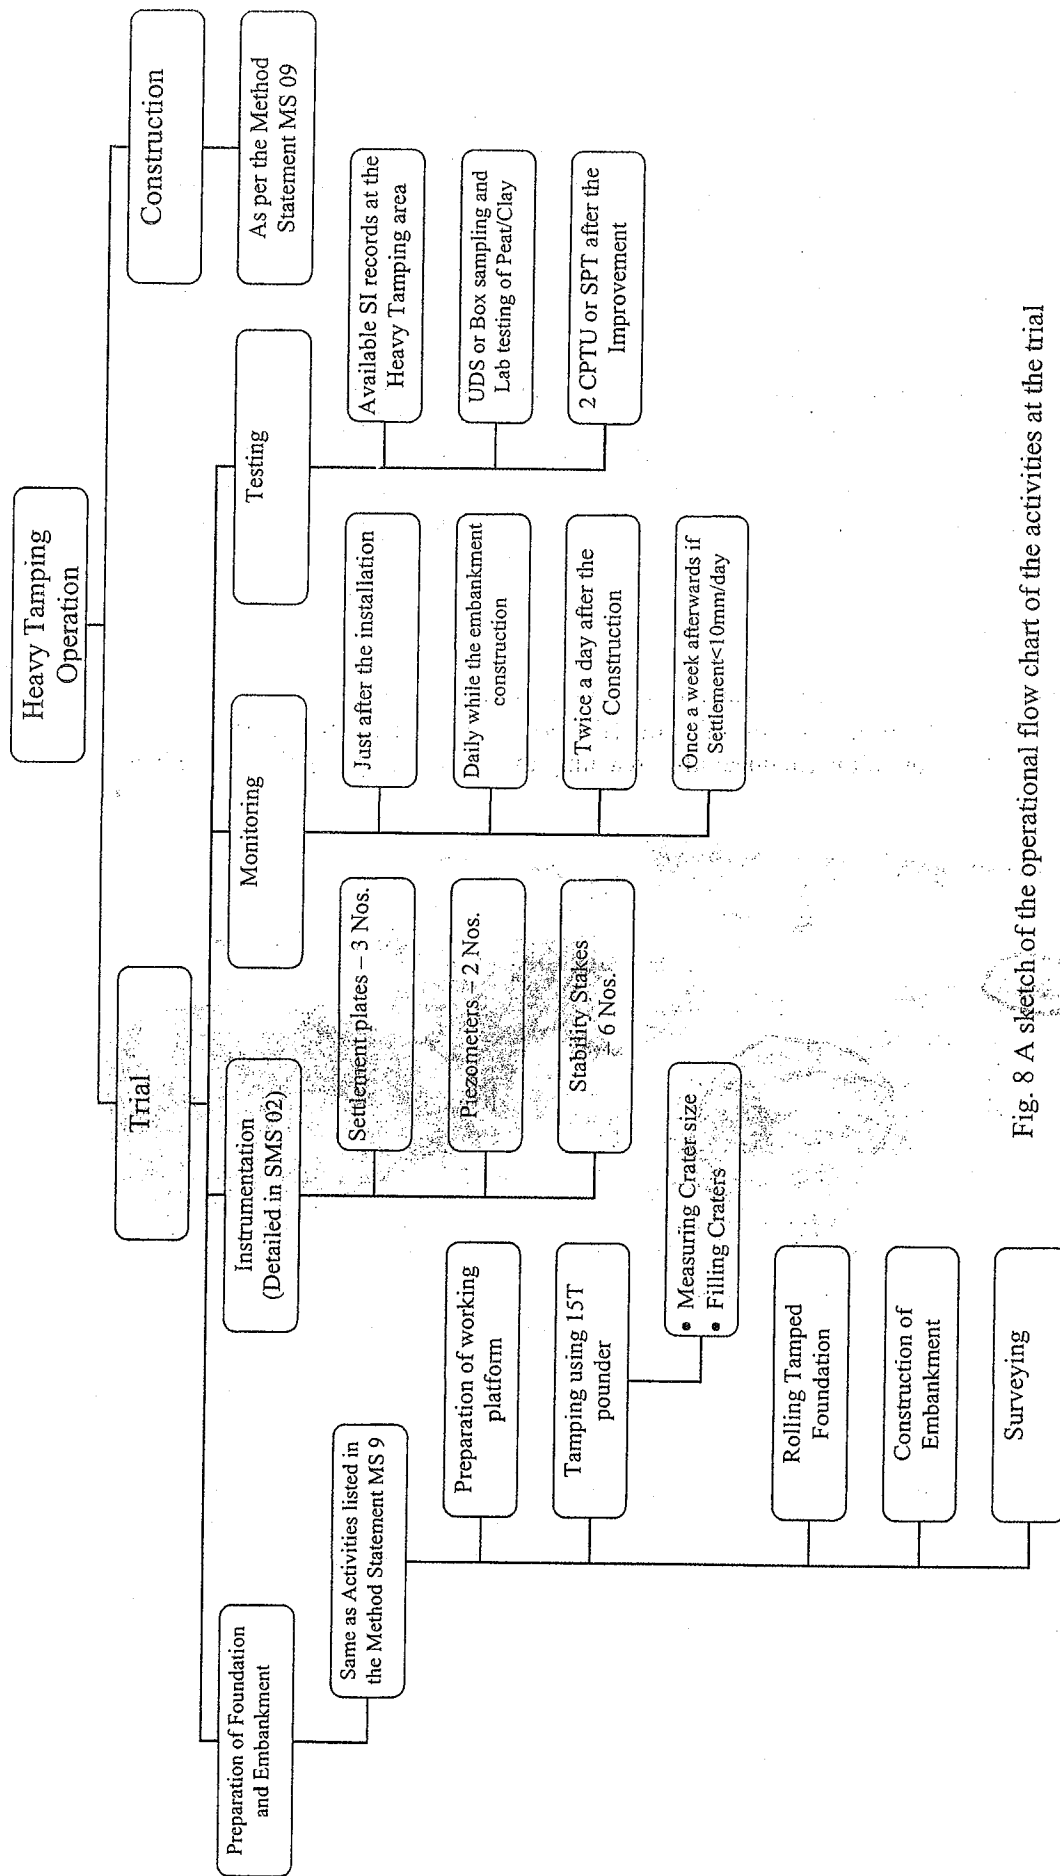 Heavy Tamping
Operation
Trial
Construction
As per the Method
Statement MS 09
Preparation of Foundation
and Embankment
Instrumentation
(Detailed in SMS 02)
Monitoring
Testing
Same as Activities listed in
the Method Statement MS 9
Preparation of working
platform
Tamping using 15T
pounder
• Measuring Crater size
• Filling Craters
Rolling Tamped
Foundation
Construction of
Embankment
Surveying
Settlement plates – 3 Nos.
Piezometers – 2 Nos.
Stability Stakes
– 6 Nos.
Just after the installation
Daily while the embankment
construction
Twice a day after the
Construction
Once a week afterwards if
Settlement<10mm/day
Available SI records at the
Heavy Tamping area
UDS or Box sampling and
Lab testing of Peat/Clay
2 CPTU or SPT after the
Improvement
Fig. 8 A sketch of the operational flow chart of the activities at the trial